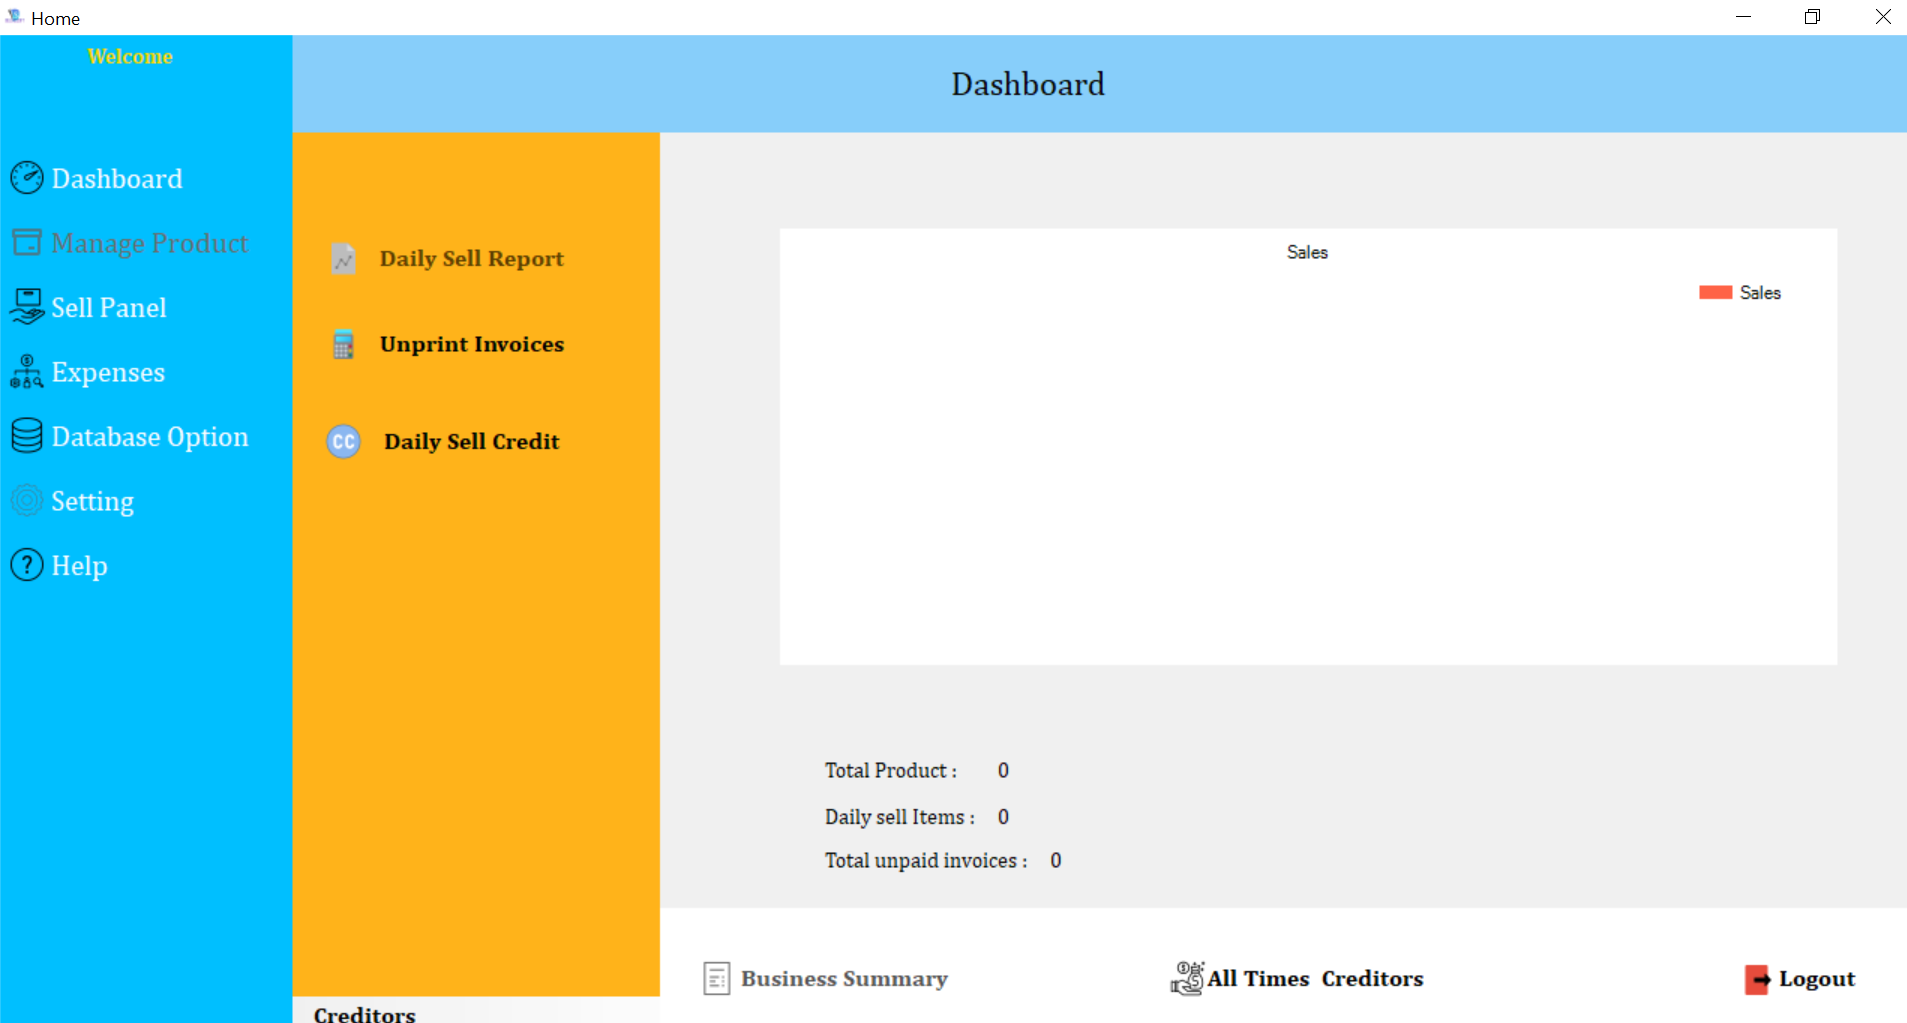 Home
Welcome
Dashboard
Dashboard
Manage Product
Sell Panel
Expenses
Database Option
Setting
Help
Daily Sell Report
Unprint Invoices
CC Daily Sell Credit
Creditors
Sales
Sales
Total Product : 0
Daily sell Items : 0
Total unpaid invoices : 0
Business Summary
All Times Creditors
Logout